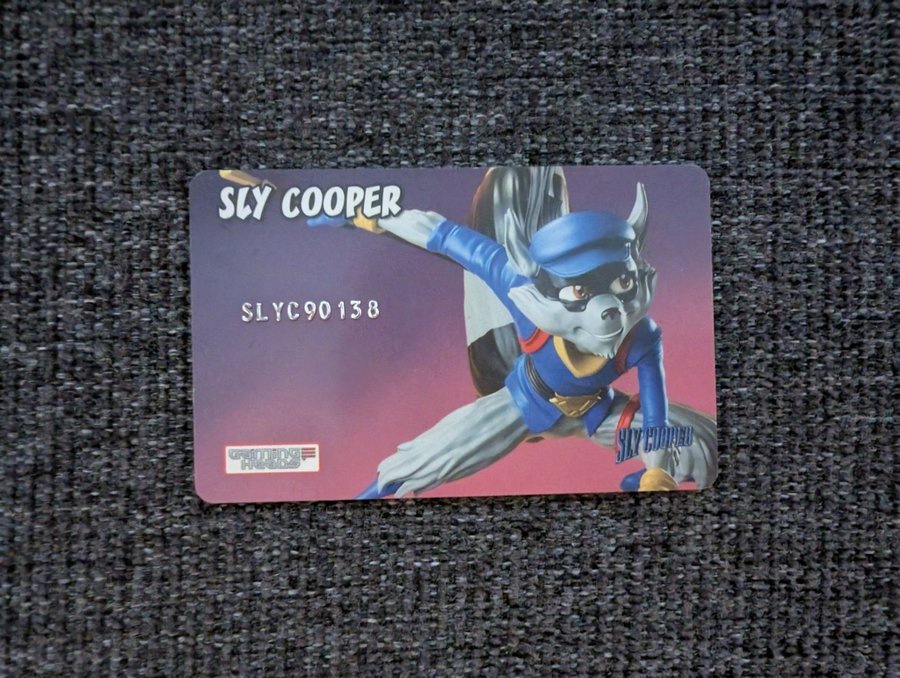 SLY COOPER
SLYC90138
SLY COOPER
GAMING
HEADS